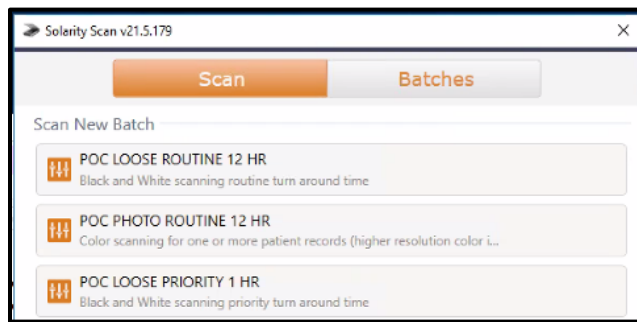 Solarity Scan v21.5.179
Scan Batches
Scan New Batch
POC LOOSE ROUTINE 12 HR
Black and White scanning routine turn around time
POC PHOTO ROUTINE 12 HR
Color scanning for one or more patient records (higher resolution color i...
POC LOOSE PRIORITY 1 HR
Black and White scanning priority turn around time